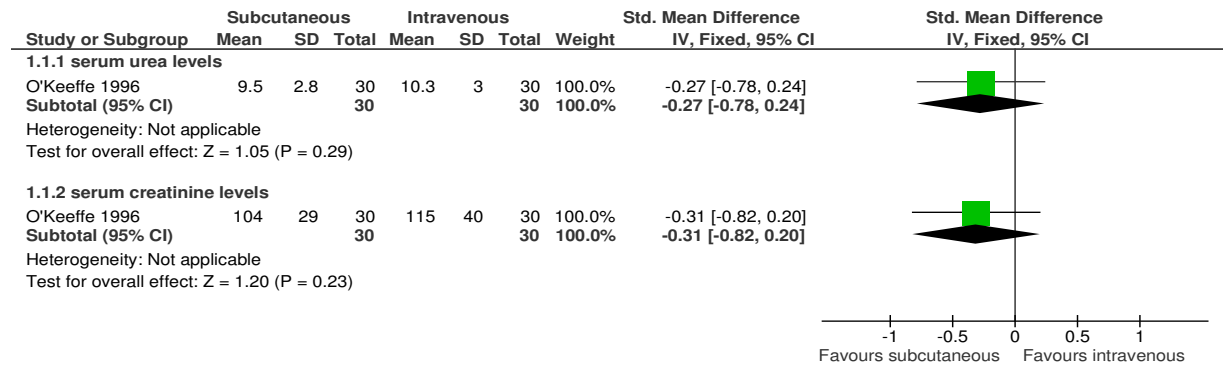 Subcutaneous Intravenous Std. Mean Difference Std. Mean Difference
Study or Subgroup Mean SD Total Mean SD Total Weight IV, Fixed, 95% CI IV, Fixed, 95% CI
1.1.1 serum urea levels
O'Keeffe 1996 9.5 2.8 30 10.3 3 30 100.0% -0.27 [-0.78, 0.24]
Subtotal (95% CI) 30 30 100.0% -0.27 [-0.78, 0.24]
Heterogeneity: Not applicable
Test for overall effect: Z = 1.05 (P = 0.29)
1.1.2 serum creatinine levels
O'Keeffe 1996 104 29 30 115 40 30 100.0% -0.31 [-0.82, 0.20]
Subtotal (95% CI) 30 30 100.0% -0.31 [-0.82, 0.20]
Heterogeneity: Not applicable
Test for overall effect: Z = 1.20 (P = 0.23)
-1 -0.5 0 0.5 1
Favours subcutaneous Favours intravenous